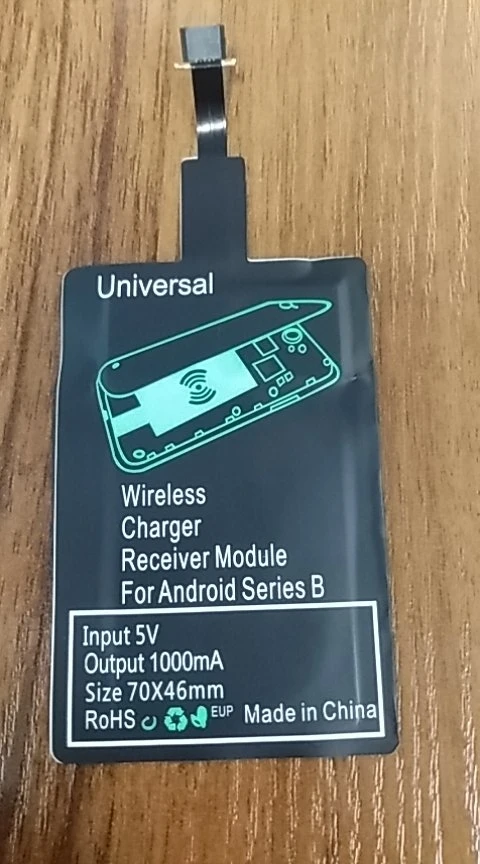 Universal
Wireless
Charger
Receiver Module
For Android Series B
Input 5V
Output 1000mA
Size 70X46mm
RoHS EUP Made in China